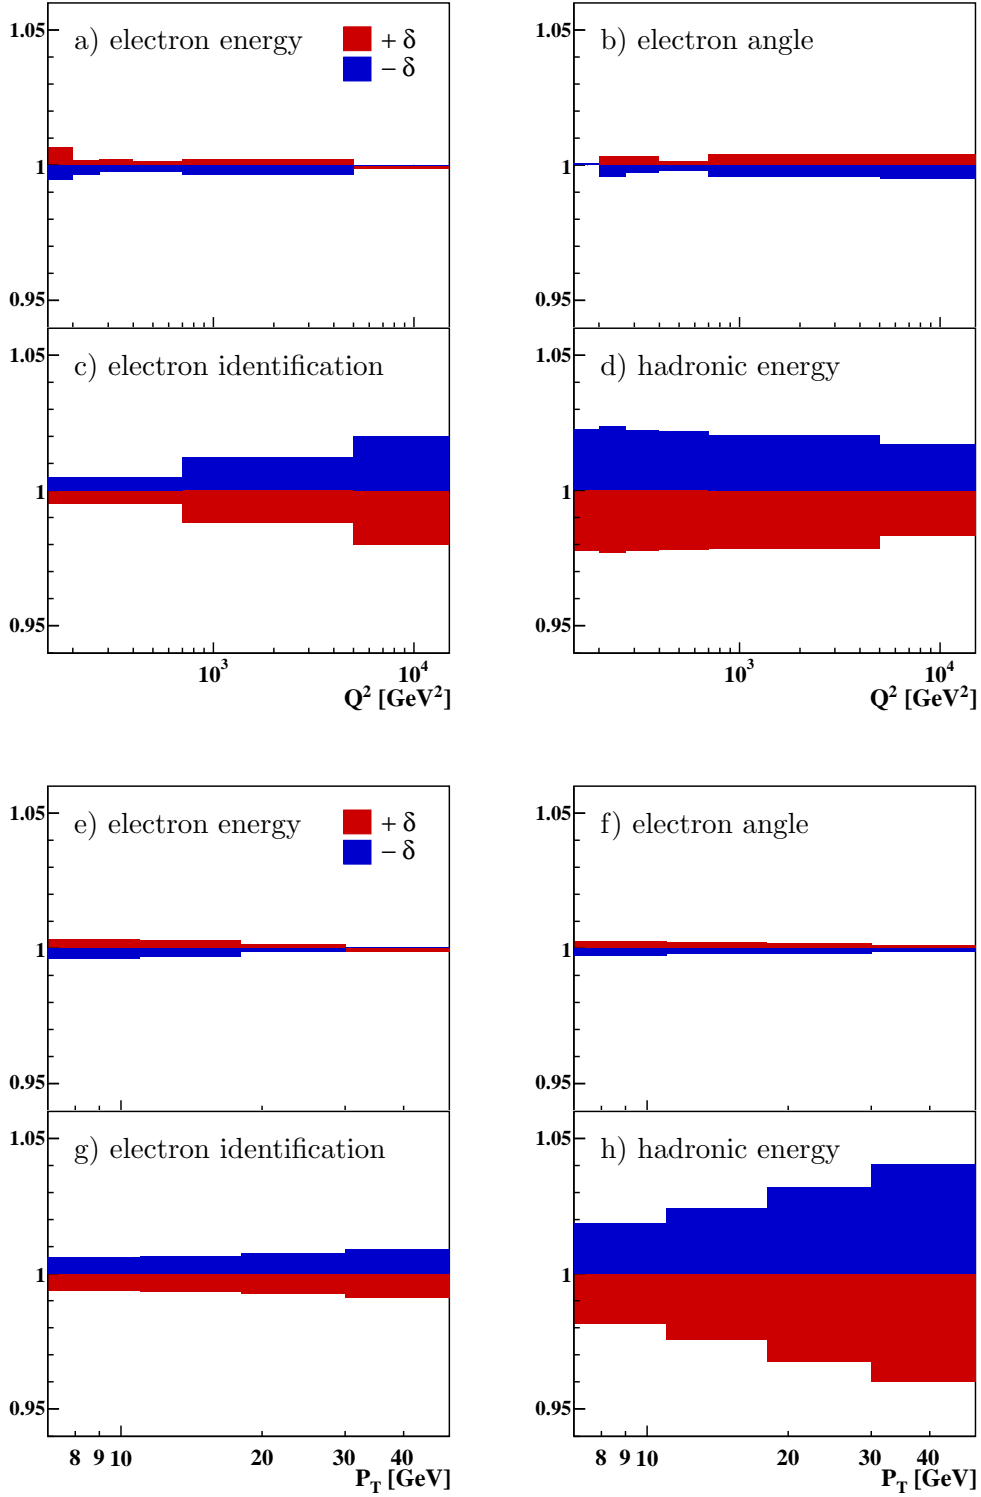 a) electron energy
+ δ
− δ
1.05
1
0.95
b) electron angle
1.05
1
0.95
c) electron identification
1.05
1
0.95
10³ 10⁴
Q² [GeV²]
d) hadronic energy
1.05
1
0.95
10³ 10⁴
Q² [GeV²]
e) electron energy
+ δ
− δ
1.05
1
0.95
f) electron angle
1.05
1
0.95
g) electron identification
1.05
1
0.95
8 9 10 20 30 40
P_T [GeV]
h) hadronic energy
1.05
1
0.95
8 9 10 20 30 40
P_T [GeV]